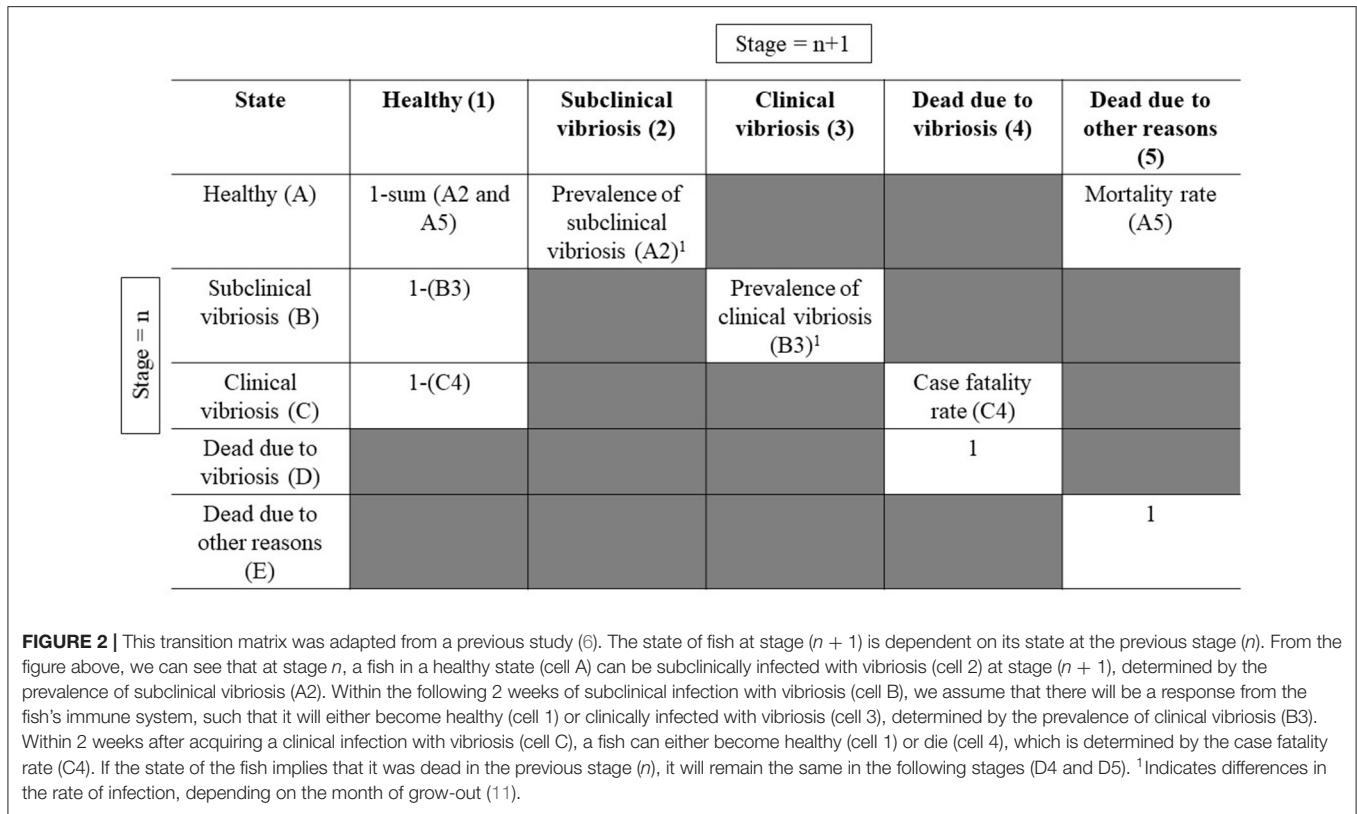 Stage = n+1
State
Healthy (1)
Subclinical
vibriosis (2)
Clinical
vibriosis (3)
Dead due to
vibriosis (4)
Dead due to
other reasons
(5)
Stage = n
Healthy (A)
1-sum (A2 and
A5)
Prevalence of
subclinical
vibriosis (A2)¹
Mortality rate
(A5)
Subclinical
vibriosis (B)
1-(B3)
Prevalence of
clinical vibriosis
(B3)¹
Clinical
vibriosis (C)
1-(C4)
Case fatality
rate (C4)
Dead due to
vibriosis (D)
1
Dead due to
other reasons
(E)
1
FIGURE 2 | This transition matrix was adapted from a previous study (6). The state of fish at stage (n + 1) is dependent on its state at the previous stage (n). From the
figure above, we can see that at stage n, a fish in a healthy state (cell A) can be subclinically infected with vibriosis (cell 2) at stage (n + 1), determined by the
prevalence of subclinical vibriosis (A2). Within the following 2 weeks of subclinical infection with vibriosis (cell B), we assume that there will be a response from the
fish's immune system, such that it will either become healthy (cell 1) or clinically infected with vibriosis (cell 3), determined by the prevalence of clinical vibriosis (B3).
Within 2 weeks after acquiring a clinical infection with vibriosis (cell C), a fish can either become healthy (cell 1) or die (cell 4), which is determined by the case fatality
rate (C4). If the state of the fish implies that it was dead in the previous stage (n), it will remain the same in the following stages (D4 and D5). ¹Indicates differences in
the rate of infection, depending on the month of grow-out (11).